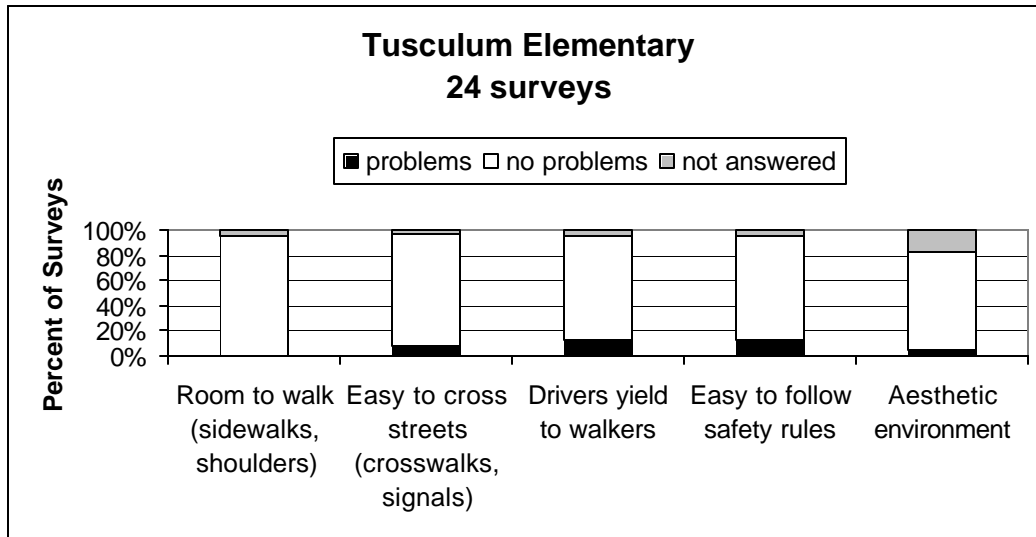 Tusculum Elementary
24 surveys
problems no problems not answered
Percent of Surveys
100%
80%
60%
40%
20%
0%
Room to walk
(sidewalks,
shoulders)
Easy to cross
streets
(crosswalks,
signals)
Drivers yield
to walkers
Easy to follow
safety rules
Aesthetic
environment